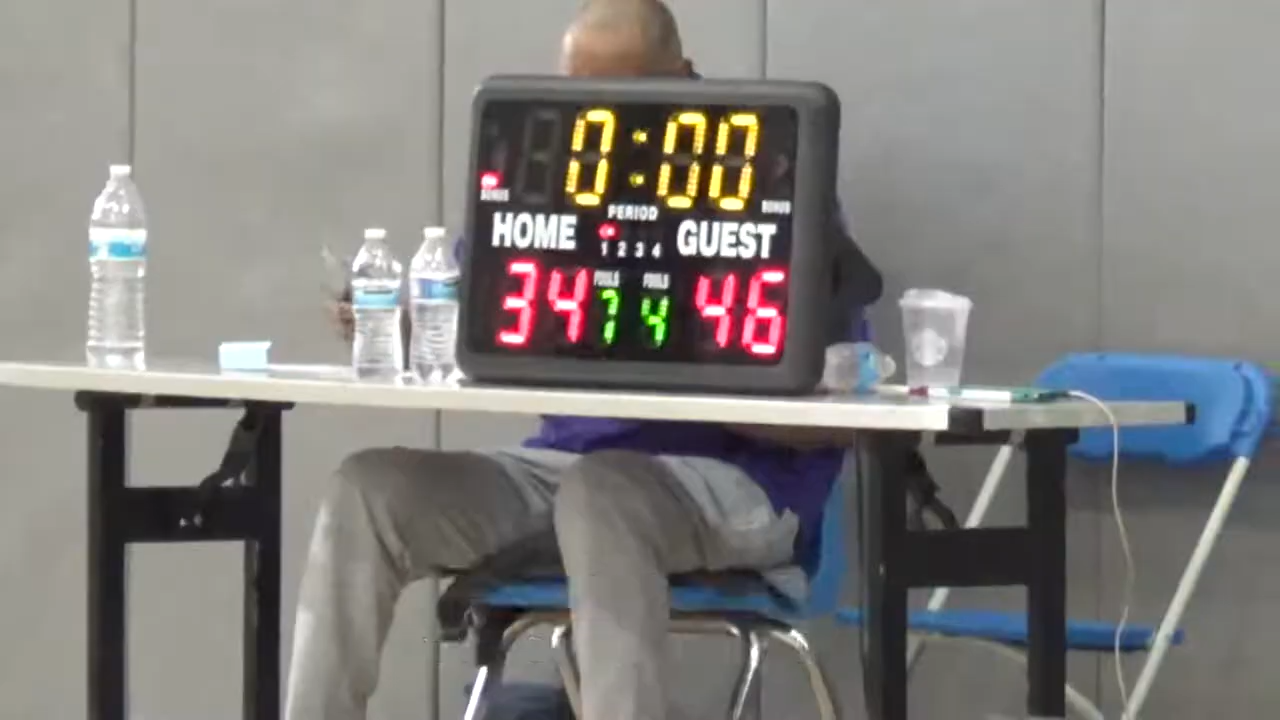 0:00
BONUS PERIOD BONUS
HOME 1 2 3 4 GUEST
FOULS FOULS
34 7 4 46